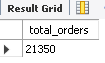 Result Grid
total_orders
21350